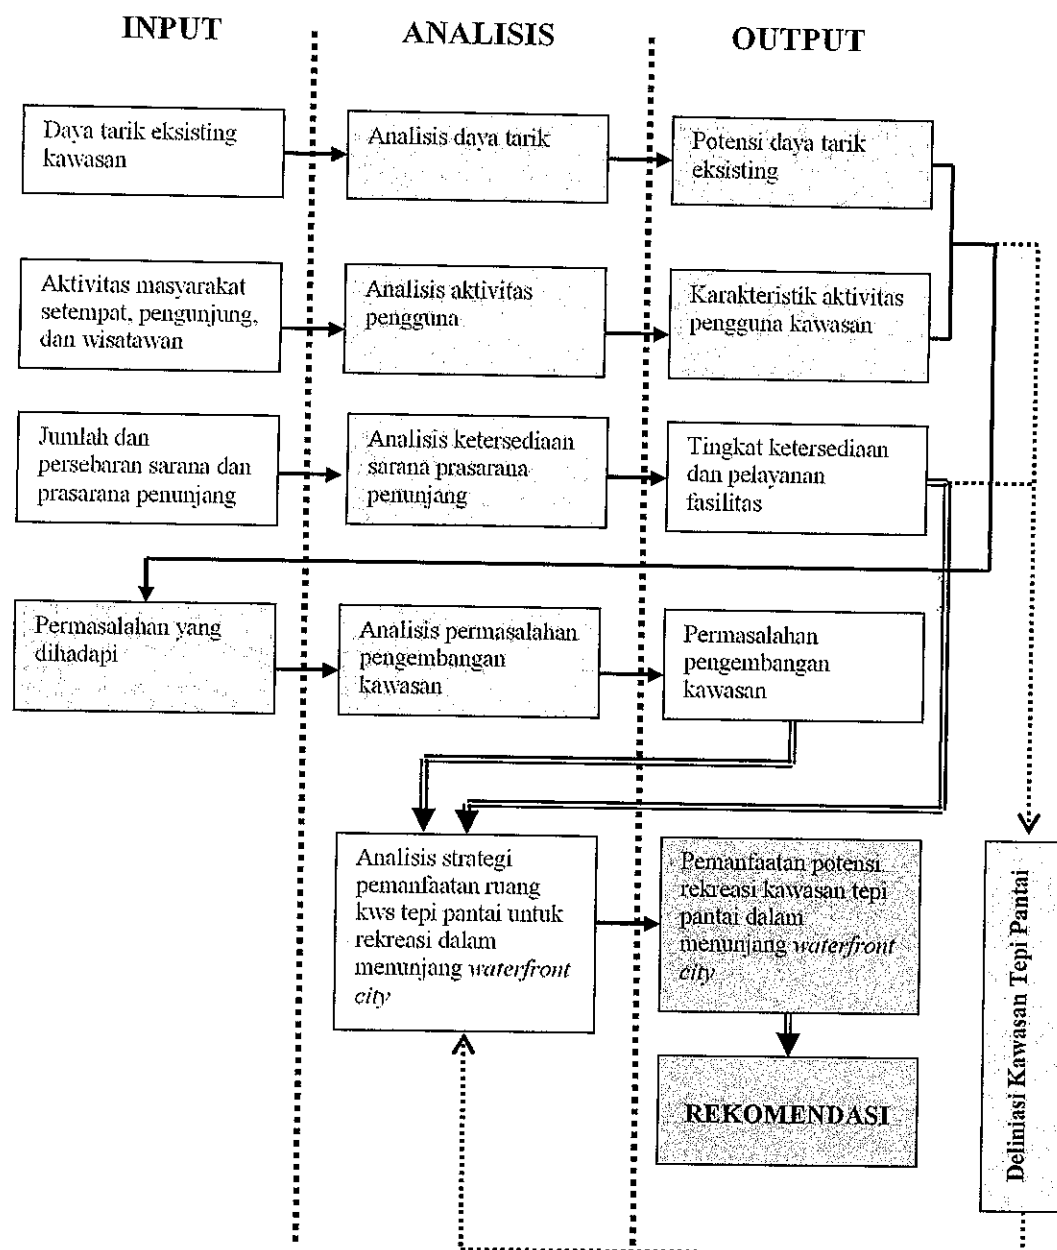 INPUT
ANALISIS
OUTPUT
Daya tarik eksisting
kawasan
Analisis daya tarik
Potensi daya tarik
eksisting
Aktivitas masyarakat
setempat, pengunjung,
dan wisatawan
Analisis aktivitas
pengguna
Karakteristik aktivitas
pengguna kawasan
Jumlah dan
persebaran sarana dan
prasarana penunjang
Analisis ketersediaan
sarana prasarana
penunjang
Tingkat ketersediaan
dan pelayanan
fasilitas
Permasalahan yang
dihadapi
Analisis permasalahan
pengembangan
kawasan
Permasalahan
pengembangan
kawasan
Analisis strategi
pemanfaatan ruang
kws tepi pantai untuk
rekreasi dalam
menunjang waterfront
city
Pemanfaatan potensi
rekreasi kawasan tepi
pantai dalam
menunjang waterfront
city
REKOMENDASI
Deliniasi Kawasan Tepi Pantai